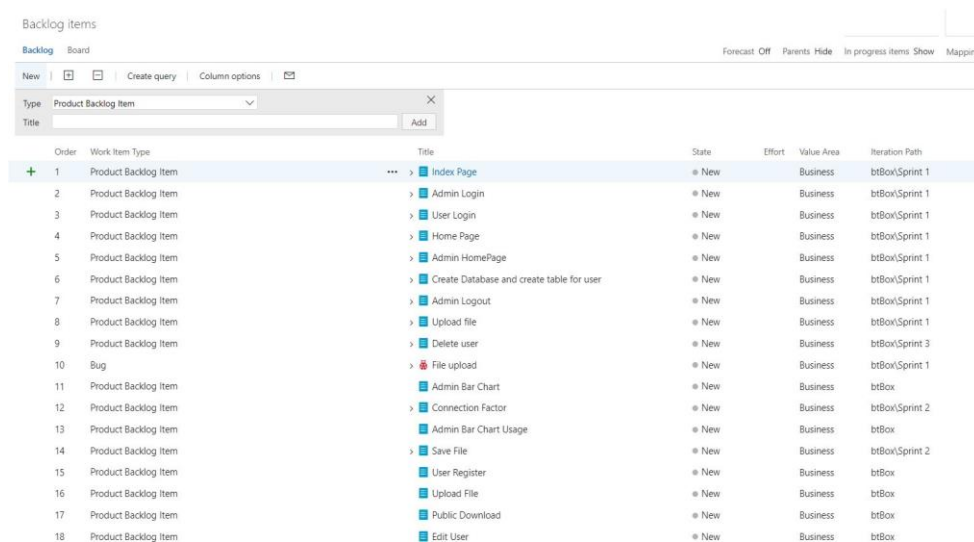 Backlog items
Backlog Board
Forecast Off Parents Hide In progress items Show Mappin
New Create query Column options
Type Product Backlog Item
Title Add
Order Work Item Type Title State Effort Value Area Iteration Path
1 Product Backlog Item ••• Index Page New Business btBox\Sprint 1
2 Product Backlog Item Admin Login New Business btBox\Sprint 1
3 Product Backlog Item User Login New Business btBox\Sprint 1
4 Product Backlog Item Home Page New Business btBox\Sprint 1
5 Product Backlog Item Admin HomePage New Business btBox\Sprint 1
6 Product Backlog Item Create Database and create table for user New Business btBox\Sprint 1
7 Product Backlog Item Admin Logout New Business btBox\Sprint 1
8 Product Backlog Item Upload file New Business btBox\Sprint 1
9 Product Backlog Item Delete user New Business btBox\Sprint 3
10 Bug File upload New Business btBox\Sprint 1
11 Product Backlog Item Admin Bar Chart New Business btBox
12 Product Backlog Item Connection Factor New Business btBox\Sprint 2
13 Product Backlog Item Admin Bar Chart Usage New Business btBox
14 Product Backlog Item Save File New Business btBox\Sprint 2
15 Product Backlog Item User Register New Business btBox
16 Product Backlog Item Upload FIle New Business btBox
17 Product Backlog Item Public Download New Business btBox
18 Product Backlog Item Edit User New Business btBox